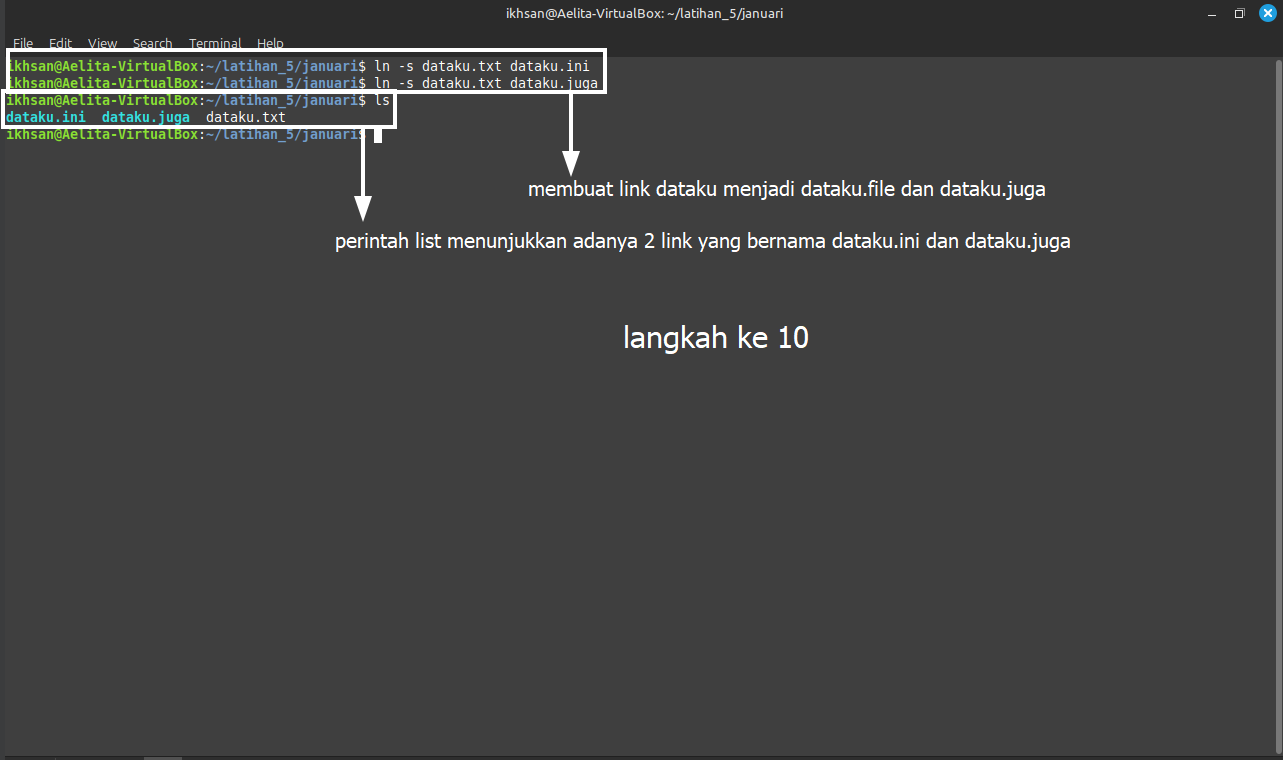 ikhsan@Aelita-VirtualBox: ~/latihan_5/januari
File Edit View Search Terminal Help
ikhsan@Aelita-VirtualBox:~/latihan_5/januari$ ln -s dataku.txt dataku.ini
ikhsan@Aelita-VirtualBox:~/latihan_5/januari$ ln -s dataku.txt dataku.juga
ikhsan@Aelita-VirtualBox:~/latihan_5/januari$ ls
dataku.ini dataku.juga dataku.txt
ikhsan@Aelita-VirtualBox:~/latihan_5/januari$
membuat link dataku menjadi dataku.file dan dataku.juga
perintah list menunjukkan adanya 2 link yang bernama dataku.ini dan dataku.juga
langkah ke 10